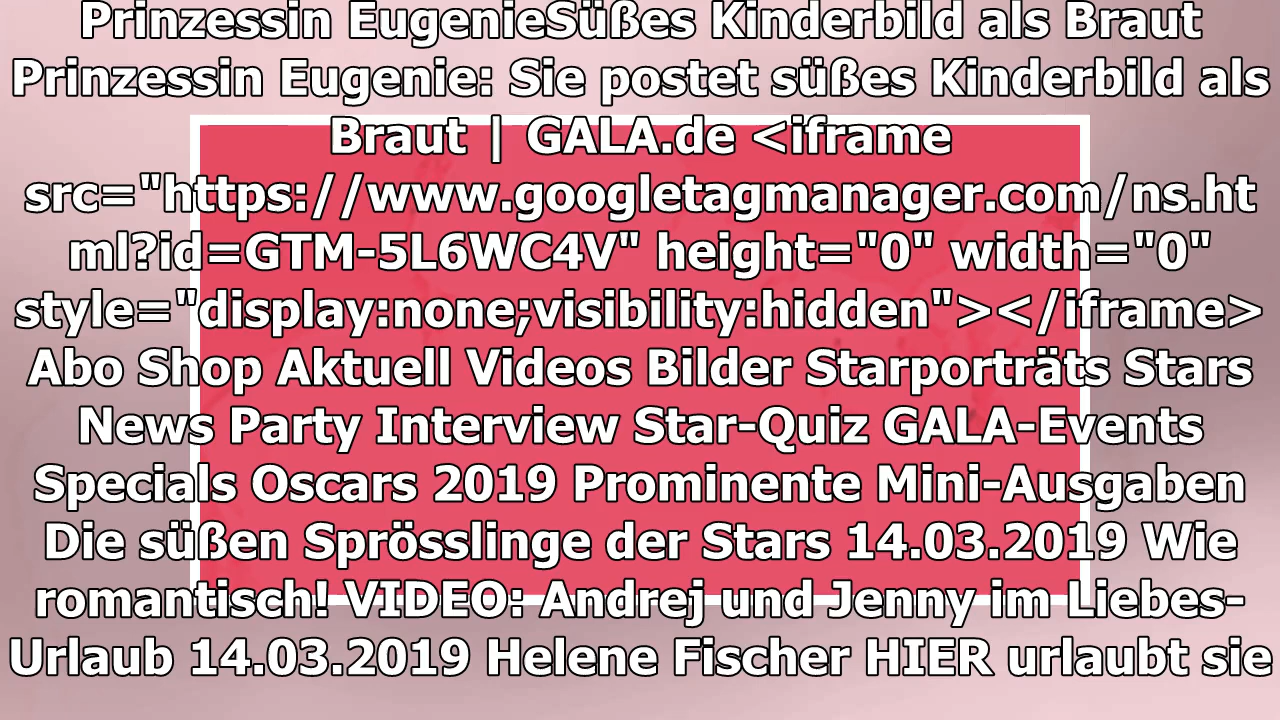 Prinzessin EugenieSüßes Kinderbild als Braut
Prinzessin Eugenie: Sie postet süßes Kinderbild als
Braut | GALA.de <iframe
src="https://www.googletagmanager.com/ns.ht
ml?id=GTM-5L6WC4V" height="0" width="0"
style="display:none;visibility:hidden"></iframe>
Abo Shop Aktuell Videos Bilder Starporträts Stars
News Party Interview Star-Quiz GALA-Events
Specials Oscars 2019 Prominente Mini-Ausgaben
Die süßen Sprösslinge der Stars 14.03.2019 Wie
romantisch! VIDEO: Andrej und Jenny im Liebes-
Urlaub 14.03.2019 Helene Fischer HIER urlaubt sie